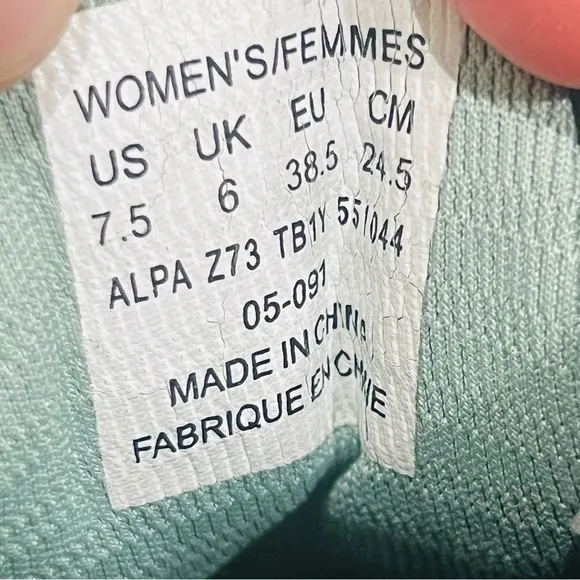 WOMEN'S/FEMMES
US UK EU CM
7.5 6 38.5 24.5
ALPA Z73 TB1Y 551044
05-091
MADE IN CHINA
FABRIQUE EN CHINE